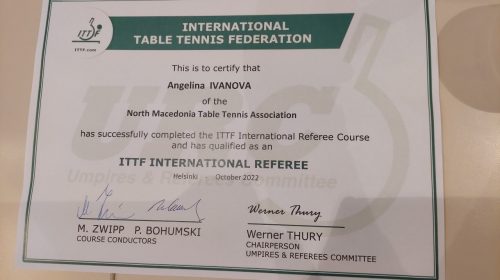 ITTF
ITTF.com
INTERNATIONAL
TABLE TENNIS FEDERATION
This is to certify that
Angelina IVANOVA
of the
North Macedonia Table Tennis Association
has successfully completed the ITTF International Referee Course
and has qualified as an
ITTF INTERNATIONAL REFEREE
Helsinki - October 2022
URC
Umpires & Referees Committee
Werner Thury
M. ZWIPP P. BOHUMSKI
COURSE CONDUCTORS
Werner THURY
CHAIRPERSON
UMPIRES & REFEREES COMMITTEE